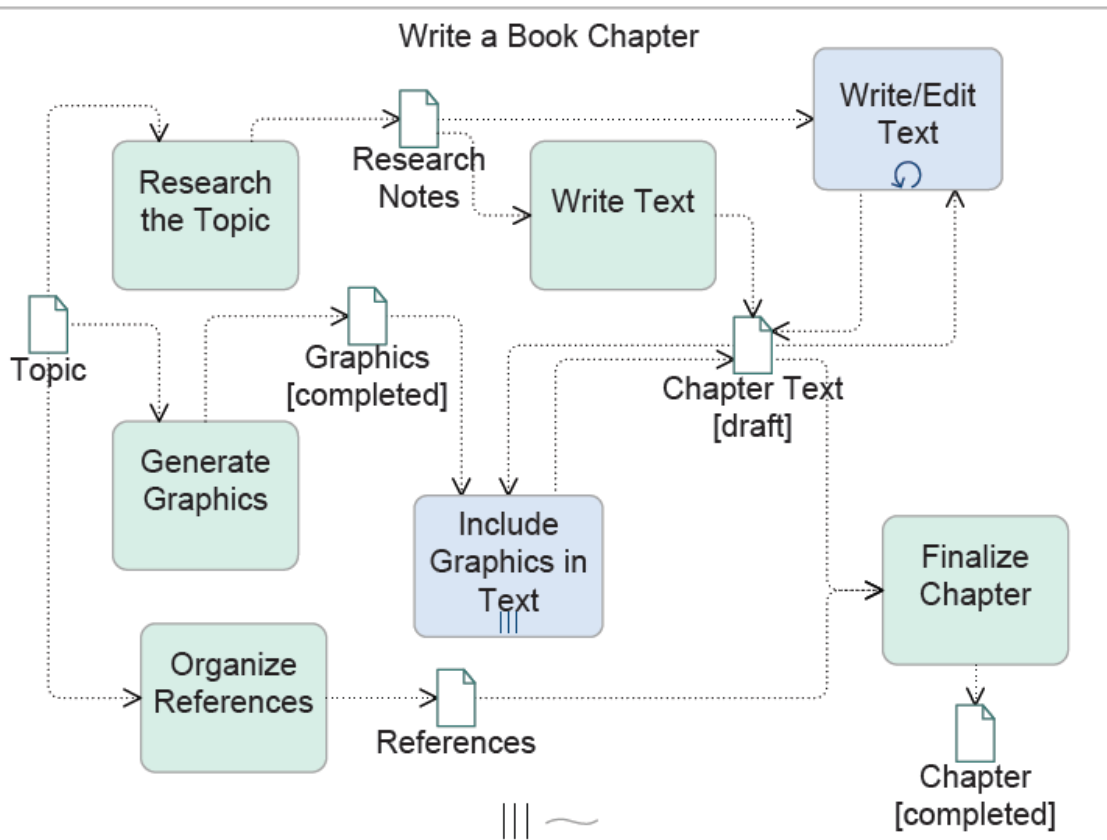 Write a Book Chapter
Write/Edit
Text
Research
the Topic
Research
Notes
Write Text
Topic
Graphics
[completed]
Chapter Text
[draft]
Generate
Graphics
Include
Graphics in
Text
Finalize
Chapter
Organize
References
References
Chapter
[completed]